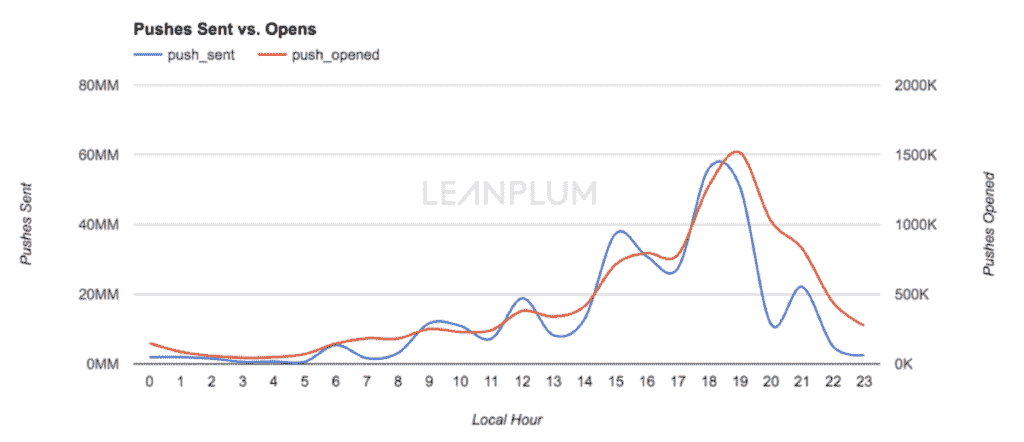 Pushes Sent vs. Opens
push_sent push_opened
80MM 2000K
60MM 1500K
LEANPLUM
40MM 1000K
20MM 500K
0MM 0K
Pushes Sent
Pushes Opened
0 1 2 3 4 5 6 7 8 9 10 11 12 13 14 15 16 17 18 19 20 21 22 23
Local Hour